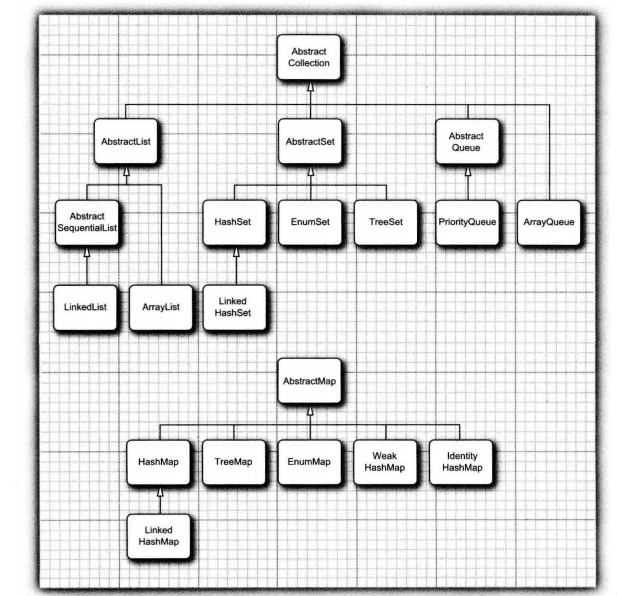 Abstract
Collection
AbstractList
AbstractSet
Abstract
Queue
Abstract
SequentialList
HashSet
EnumSet
TreeSet
PriorityQueue
ArrayQueue
LinkedList
ArrayList
Linked
HashSet
AbstractMap
HashMap
TreeMap
EnumMap
Weak
HashMap
Identity
HashMap
Linked
HashMap